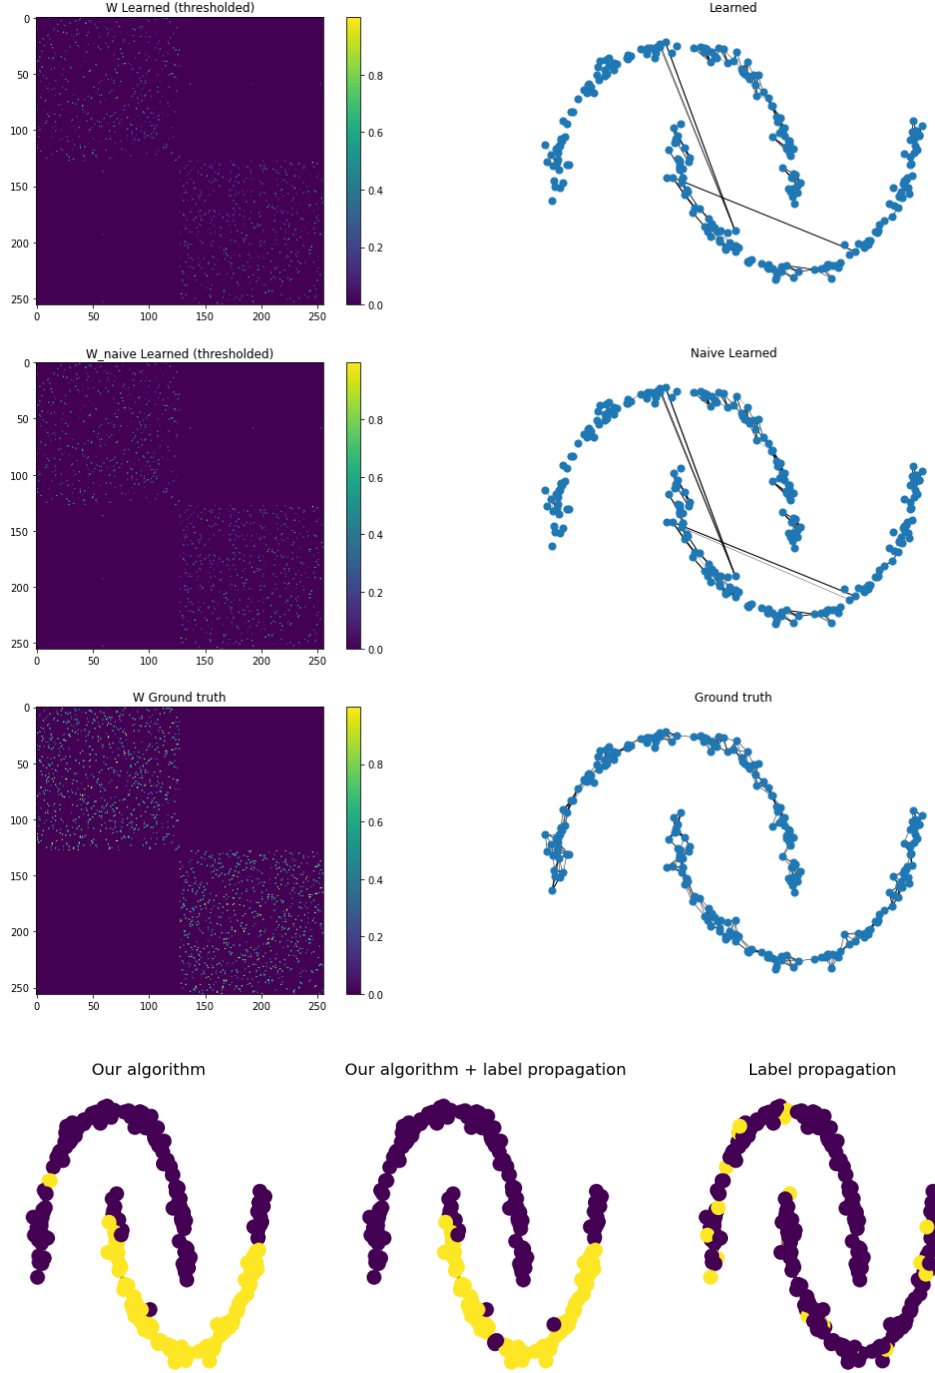 W Learned (thresholded)
Learned
0
50
100
150
200
250
0 50 100 150 200 250
0.8
0.6
0.4
0.2
0.0
W_naive Learned (thresholded)
Naive Learned
0
50
100
150
200
250
0 50 100 150 200 250
0.8
0.6
0.4
0.2
0.0
W Ground truth
Ground truth
0
50
100
150
200
250
0 50 100 150 200 250
0.8
0.6
0.4
0.2
0.0
Our algorithm
Our algorithm + label propagation
Label propagation